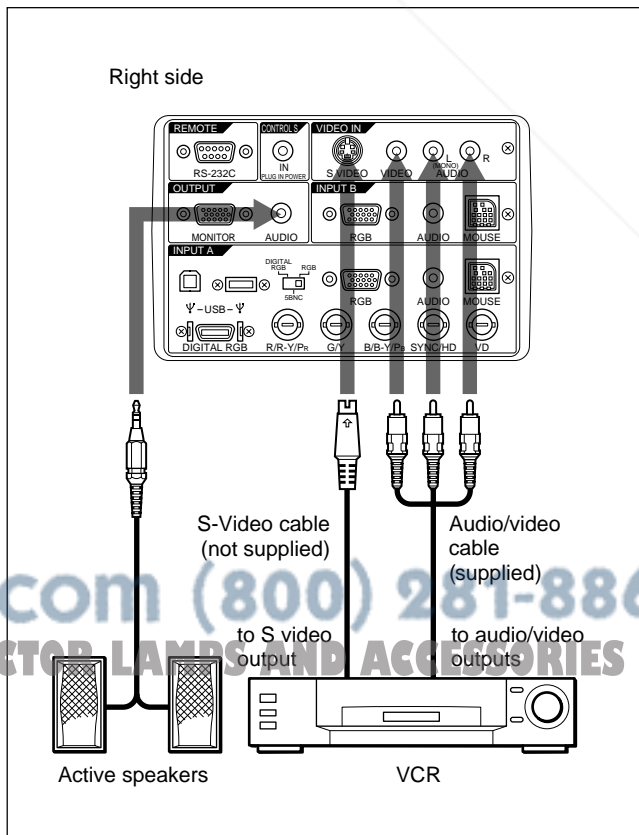 Right side
REMOTE
CONTROL S
VIDEO IN
RS-232C
IN
PLUG IN POWER
S VIDEO
VIDEO
L
(MONO)
AUDIO
R
OUTPUT
INPUT B
MONITOR
AUDIO
RGB
AUDIO
MOUSE
INPUT A
DIGITAL
RGB
RGB
5BNC
RGB
AUDIO
MOUSE
USB
DIGITAL RGB
R/R-Y/PR
G/Y
B/B-Y/PB
SYNC/HD
VD
S-Video cable
(not supplied)
Audio/video
cable
(supplied)
com (800) 281-886
CTOR LAMPS AND ACCESSORIES
to S video
output
to audio/video
outputs
Active speakers
VCR